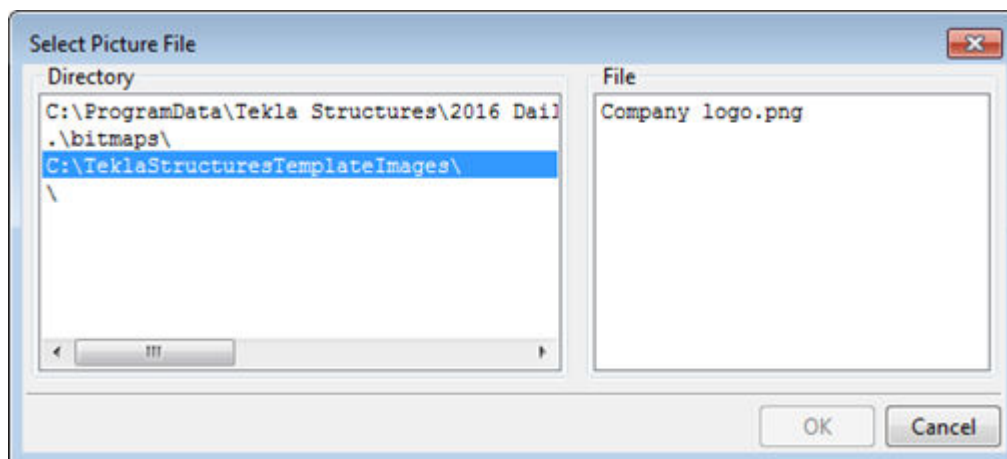 Select Picture File
Directory
File
C:\ProgramData\Tekla Structures\2016 Dail
.\bitmaps\
C:\TeklaStructuresTemplateImages\
\
Company logo.png
OK
Cancel